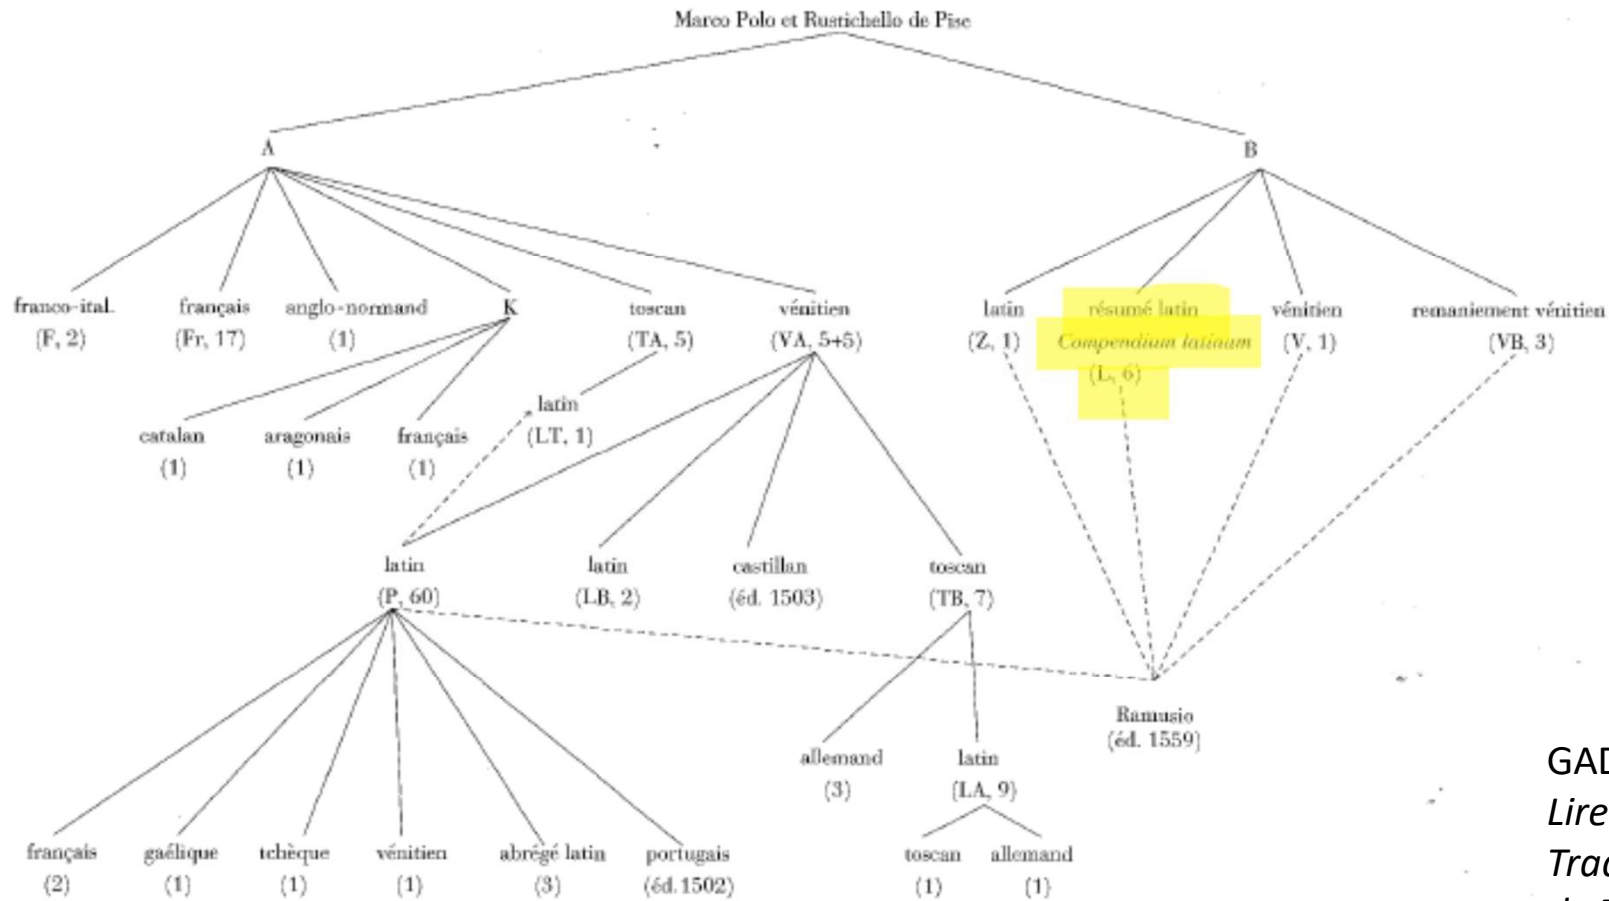 Marco Polo et Rustichello de Pise
A B
franco-ital. français anglo-normand K toscan vénitien latin résumé latin vénitien remaniement vénitien
(F, 2) (Fr, 17) (1) (TA, 5) (VA, 5+5) (Z, 1) Compendium latinum (V, 1) (VB, 3)
(L, 6)
latin
(LT, 1)
catalan aragonais français
(1) (1) (1)
latin latin castillan toscan
(P, 60) (LB, 2) (éd. 1503) (TB, 7)
Ramusio
(éd. 1559)
allemand latin
(3) (LA, 9)
GAD
Lire
Trad
français gaélique tchèque vénitien abrégé latin portugais toscan allemand
(2) (1) (1) (1) (3) (éd. 1502) (1) (1)